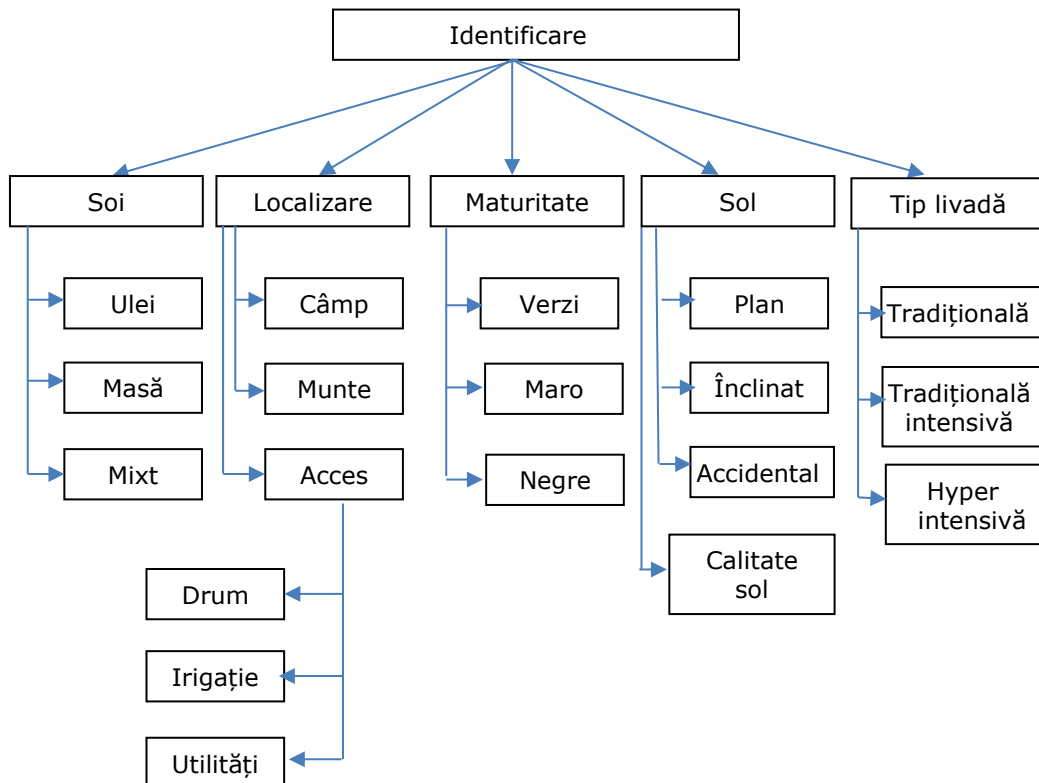 Identificare
Soi
Localizare
Maturitate
Sol
Tip livadă
Ulei
Câmp
Verzi
Plan
Tradițională
Masă
Munte
Maro
Înclinat
Tradițională
intensivă
Mixt
Acces
Negre
Accidental
Hyper
intensivă
Calitate
sol
Drum
Irigație
Utilități